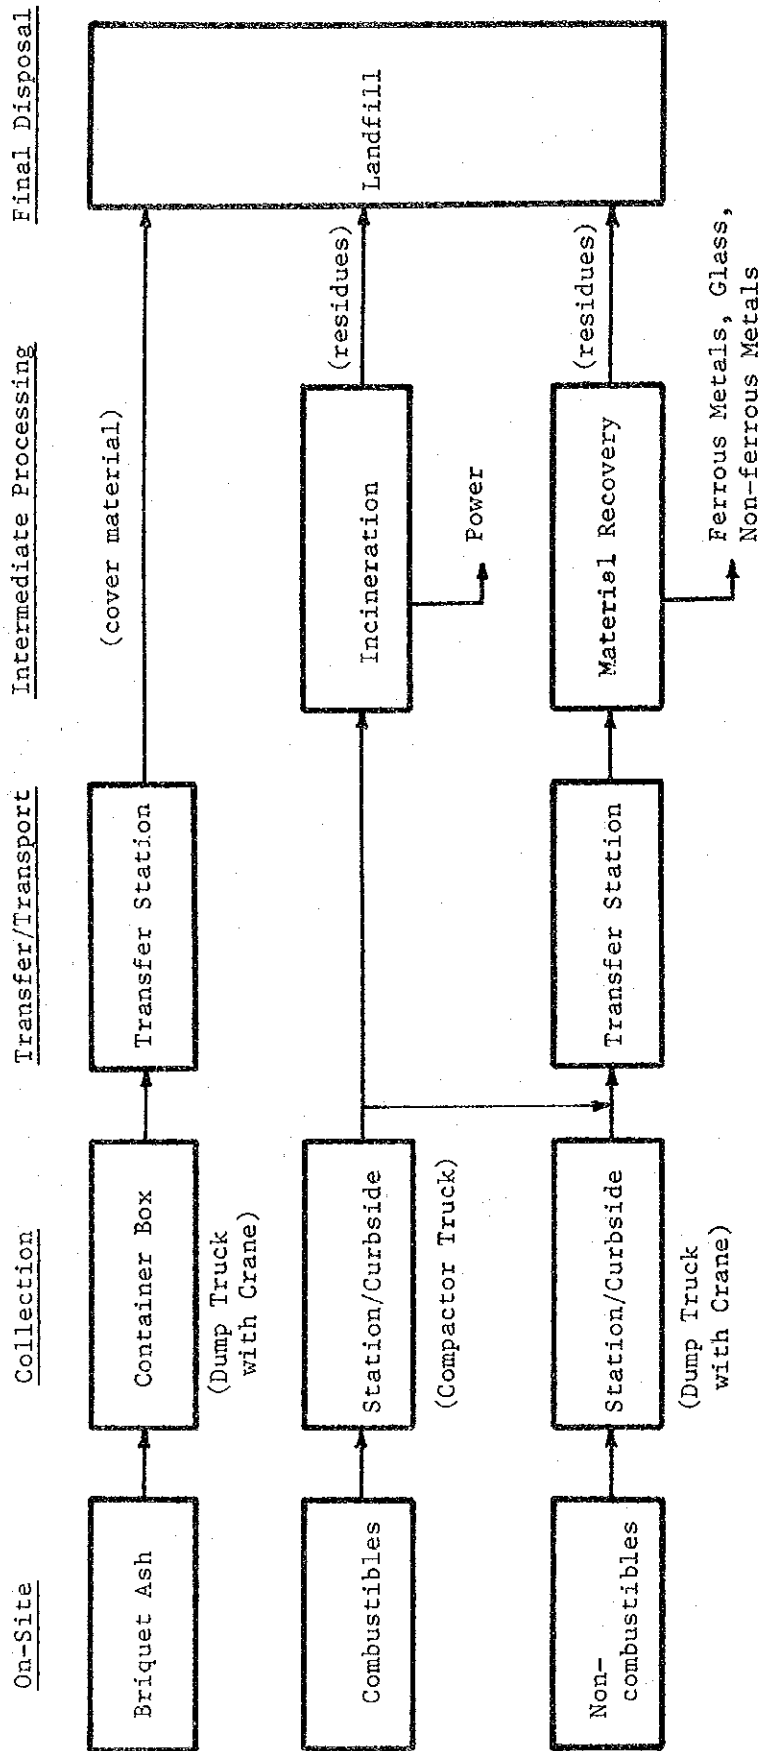 On-Site
Collection
Transfer/Transport
Intermediate Processing
Final Disposal
Briquet Ash
Container Box
(Dump Truck
with Crane)
Transfer Station
(cover material)
Combustibles
Station/Curbside
(Compactor Truck)
Incineration
Power
(residues)
Landfill
Non-
combustibles
Station/Curbside
(Dump Truck
with Crane)
Transfer Station
Material Recovery
(residues)
Ferrous Metals, Glass,
Non-ferrous Metals